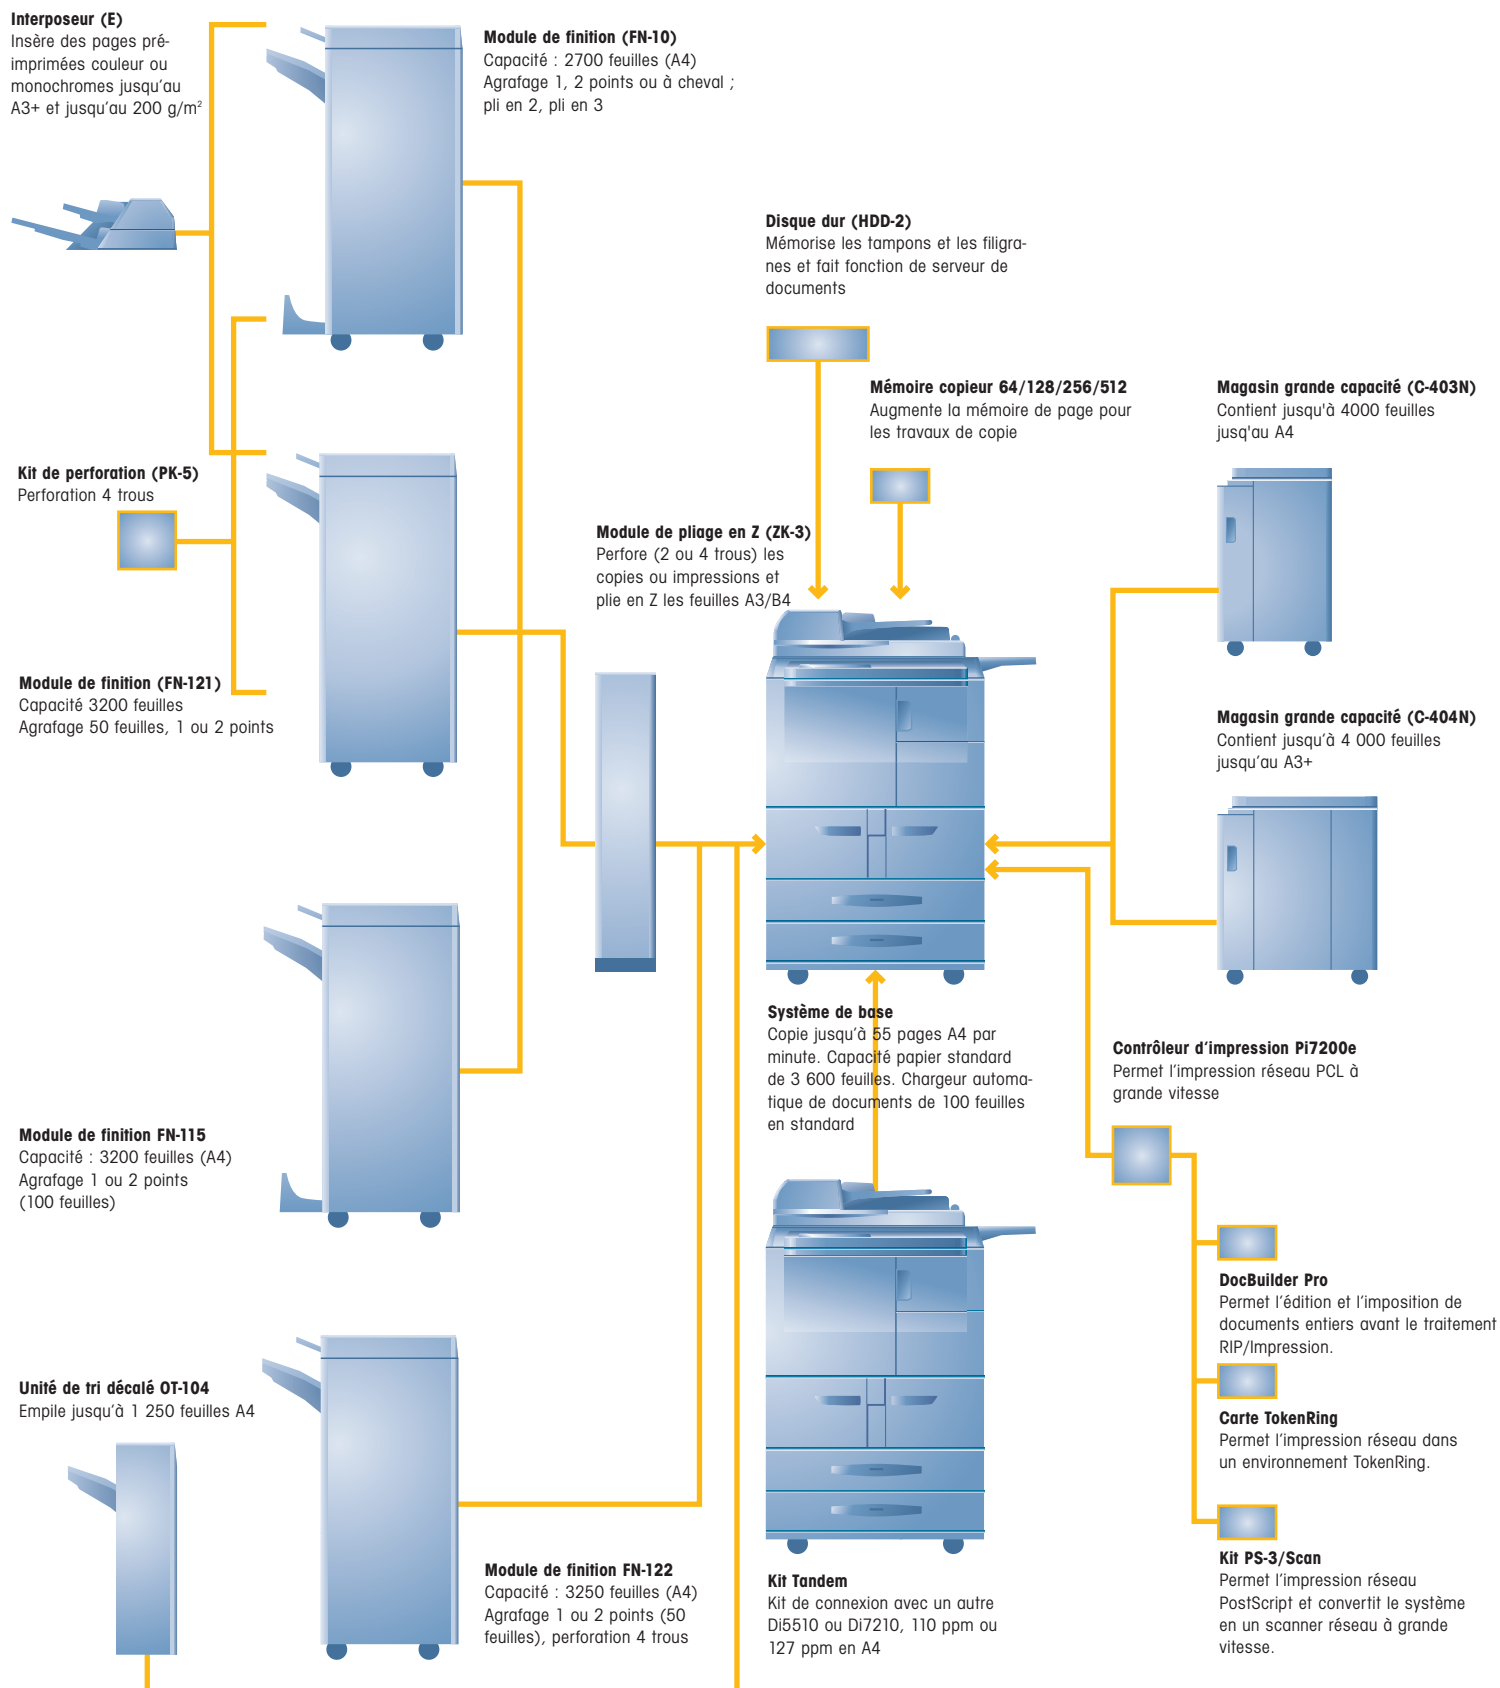 Interposeur (E)
Insère des pages pré-
imprimées couleur ou
monochromes jusqu'au
A3+ et jusqu'au 200 g/m²
Module de finition (FN-10)
Capacité : 2700 feuilles (A4)
Agrafage 1, 2 points ou à cheval ;
pli en 2, pli en 3
Disque dur (HDD-2)
Mémorise les tampons et les filigra-
nes et fait fonction de serveur de
documents
Mémoire copieur 64/128/256/512
Augmente la mémoire de page pour
les travaux de copie
Magasin grande capacité (C-403N)
Contient jusqu'à 4000 feuilles
jusq'au A4
Kit de perforation (PK-5)
Perforation 4 trous
Module de pliage en Z (ZK-3)
Perfore (2 ou 4 trous) les
copies ou impressions et
plie en Z les feuilles A3/B4
Module de finition (FN-121)
Capacité 3200 feuilles
Agrafage 50 feuilles, 1 ou 2 points
Magasin grande capacité (C-404N)
Contient jusqu'à 4 000 feuilles
jusqu'au A3+
Système de base
Copie jusqu'à 55 pages A4 par
minute. Capacité papier standard
de 3 600 feuilles. Chargeur automa-
tique de documents de 100 feuilles
en standard
Contrôleur d'impression Pi7200e
Permet l'impression réseau PCL à
grande vitesse
Module de finition FN-115
Capacité : 3200 feuilles (A4)
Agrafage 1 ou 2 points
(100 feuilles)
DocBuilder Pro
Permet l'édition et l'imposition de
documents entiers avant le traitement
RIP/Impression.
Unité de tri décalé OT-104
Empile jusqu'à 1 250 feuilles A4
Carte TokenRing
Permet l'impression réseau dans
un environnement TokenRing.
Module de finition FN-122
Capacité : 3250 feuilles (A4)
Agrafage 1 ou 2 points (50
feuilles), perforation 4 trous
Kit Tandem
Kit de connexion avec un autre
Di5510 ou Di7210, 110 ppm ou
127 ppm en A4
Kit PS-3/Scan
Permet l'impression réseau
PostScript et convertit le système
en un scanner réseau à grande
vitesse.